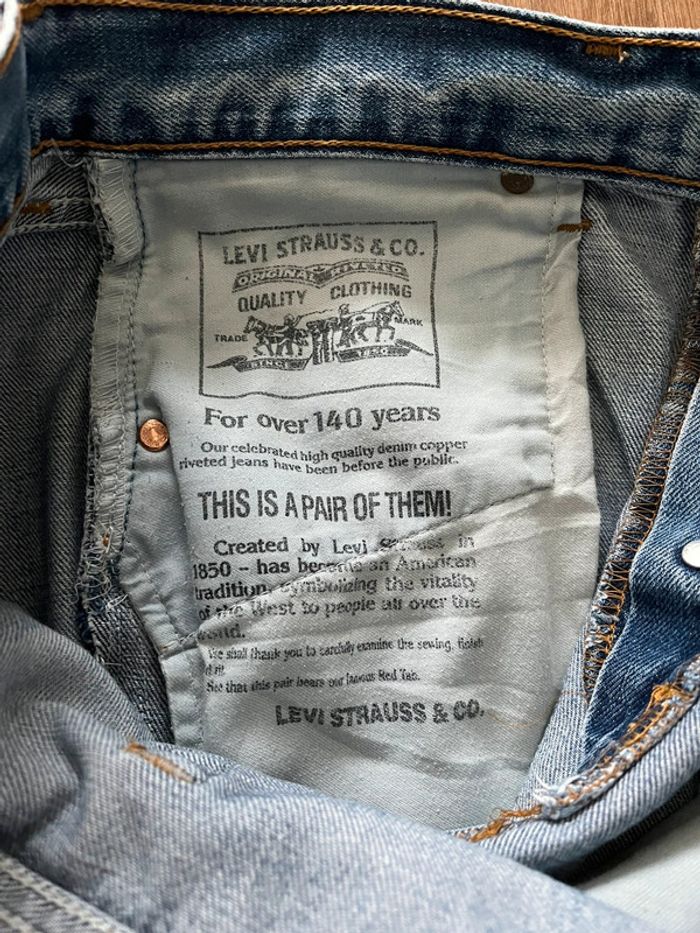 LEVI STRAUSS & CO.
ORIGINAL RIVETED
QUALITY CLOTHING
TRADE MARK
For over 140 years
Our celebrated high quality denim copper
riveted jeans have been before the public.
THIS IS A PAIR OF THEM!
Created by Levi Strauss in
1850 - has become an American
tradition, symbolizing the vitality
of the West to people all over the
world.
We shall thank you to carefully examine the sewing, finish
fit
See that this pair bears our famous Red Tab.
LEVI STRAUSS & CO.